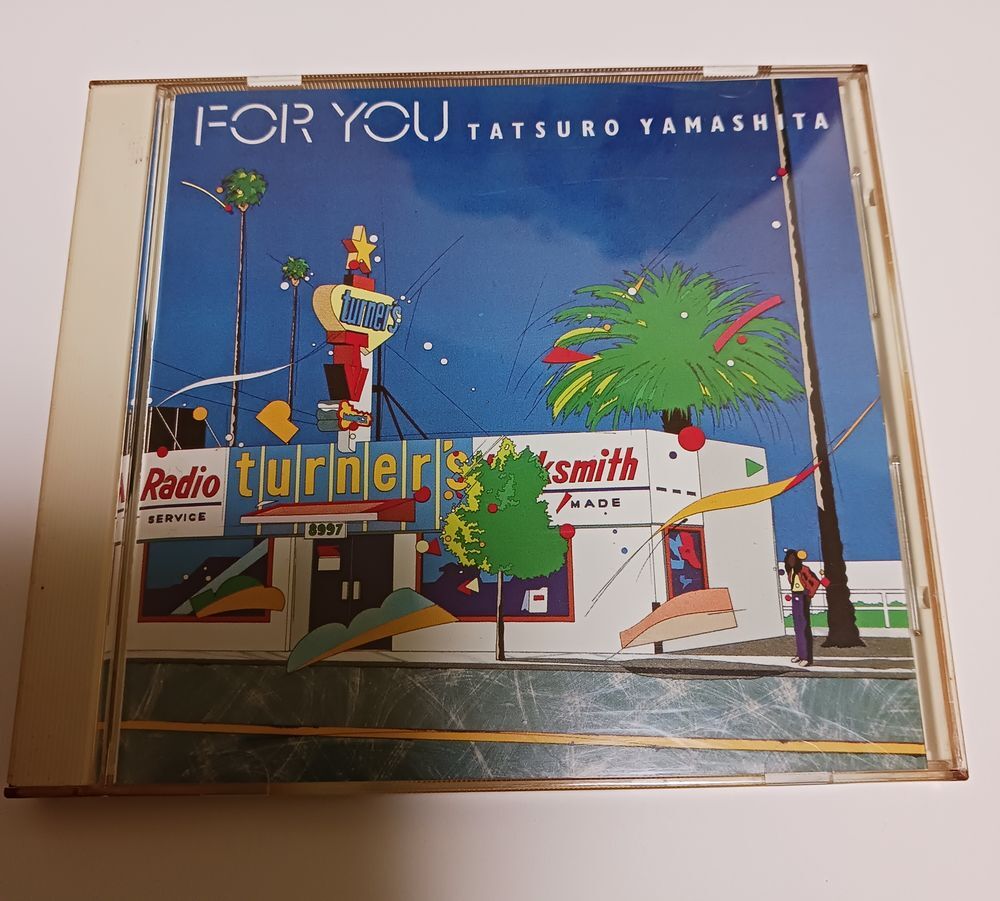 FOR YOU TATSURO YAMASHITA
turner's
Radio
SERVICE
turner's
ksmith
MADE
8997